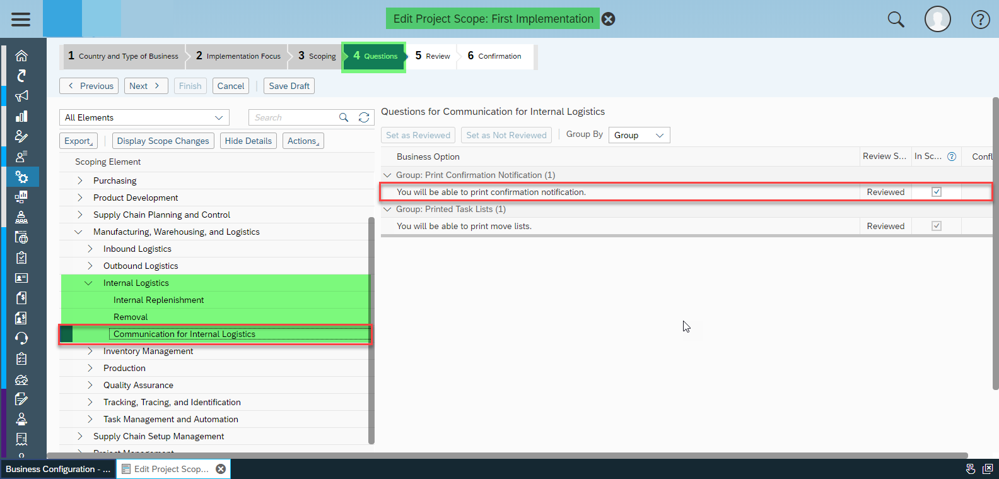 Edit Project Scope: First Implementation
1 Country and Type of Business
2 Implementation Focus
3 Scoping
4 Questions
5 Review
6 Confirmation
Previous
Next
Finish
Cancel
Save Draft
All Elements
Search
Export
Display Scope Changes
Hide Details
Actions
Scoping Element
Purchasing
Product Development
Supply Chain Planning and Control
Manufacturing, Warehousing, and Logistics
Inbound Logistics
Outbound Logistics
Internal Logistics
Internal Replenishment
Removal
Communication for Internal Logistics
Inventory Management
Production
Quality Assurance
Tracking, Tracing, and Identification
Task Management and Automation
Supply Chain Setup Management
Project Management
Questions for Communication for Internal Logistics
Set as Reviewed
Set as Not Reviewed
Group By
Group
Business Option
Review S...
In Sc...
Confl
Group: Print Confirmation Notification (1)
You will be able to print confirmation notification.
Reviewed
Group: Printed Task Lists (1)
You will be able to print move lists.
Reviewed
Business Configuration - ...
Edit Project Scop...